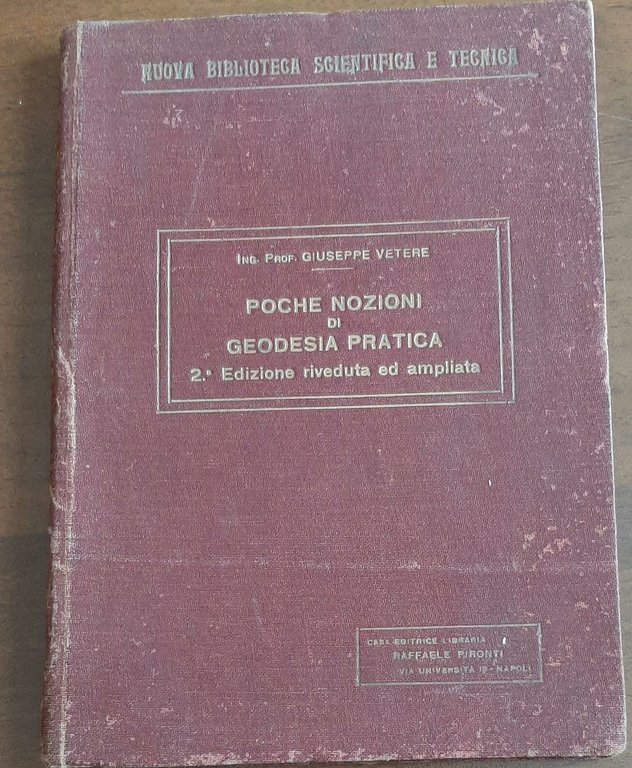 NUOVA BIBLIOTECA SCIENTIFICA E TECNICA
ING. PROF. GIUSEPPE VETERE
POCHE NOZIONI
DI
GEODESIA PRATICA
2.ª Edizione riveduta ed ampliata
CASA EDITRICE LIBRARIA
RAFFAELE PIRONTI
VIA UNIVERSITÀ - NAPOLI